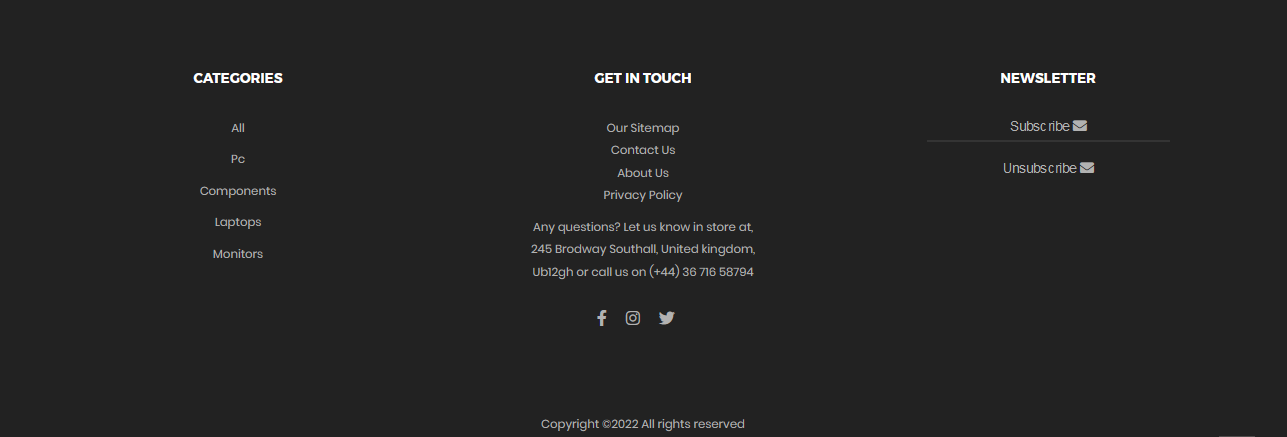 CATEGORIES
All
Pc
Components
Laptops
Monitors
GET IN TOUCH
Our Sitemap
Contact Us
About Us
Privacy Policy
Any questions? Let us know in store at,
245 Brodway Southall, United kingdom,
Ub12gh or call us on (+44) 36 716 58794
NEWSLETTER
Subscribe
Unsubscribe
Copyright ©2022 All rights reserved